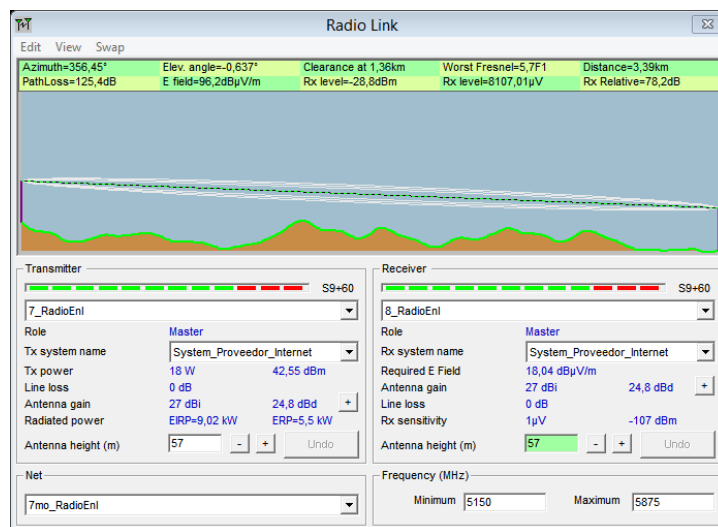 Radio Link
Edit View Swap
Azimuth=356,45° Elev. angle=-0,637° Clearance at 1,36km Worst Fresnel=5,7F1 Distance=3,39km
PathLoss=125,4dB E field=96,2dBµV/m Rx level=-28,8dBm Rx level=8107,01µV Rx Relative=78,2dB
Transmitter
S9+60
7_RadioEnl
Role Master
Tx system name System_Proveedor_Internet
Tx power 18 W 42,55 dBm
Line loss 0 dB
Antenna gain 27 dBi 24,8 dBd +
Radiated power EIRP=9,02 kW ERP=5,5 kW
Antenna height (m) 57 - + Undo
Net
7mo_RadioEnl
Receiver
S9+60
8_RadioEnl
Role Master
Rx system name System_Proveedor_Internet
Required E Field 18,04 dBµV/m
Antenna gain 27 dBi 24,8 dBd +
Line loss 0 dB
Rx sensitivity 1µV -107 dBm
Antenna height (m) 57 - + Undo
Frequency (MHz)
Minimum 5150 Maximum 5875